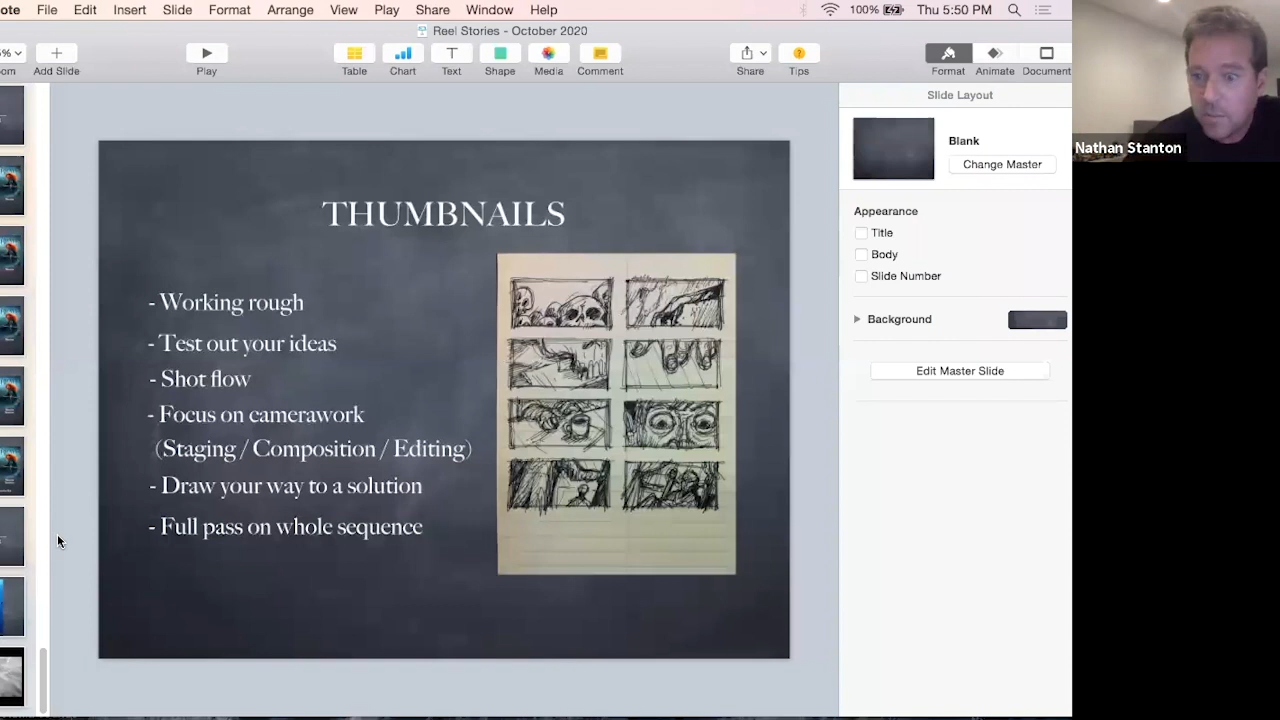 ote File Edit Insert Slide Format Arrange View Play Share Window Help 100% Thu 5:50 PM
Reel Stories - October 2020
% Add Slide Play Table Chart Text Shape Media Comment Share Tips Format Animate Document
oom
Slide Layout
Blank
Change Master
Nathan Stanton
Appearance
Title
Body
Slide Number
Background
Edit Master Slide
THUMBNAILS
- Working rough
- Test out your ideas
- Shot flow
- Focus on camerawork
(Staging / Composition / Editing)
- Draw your way to a solution
- Full pass on whole sequence